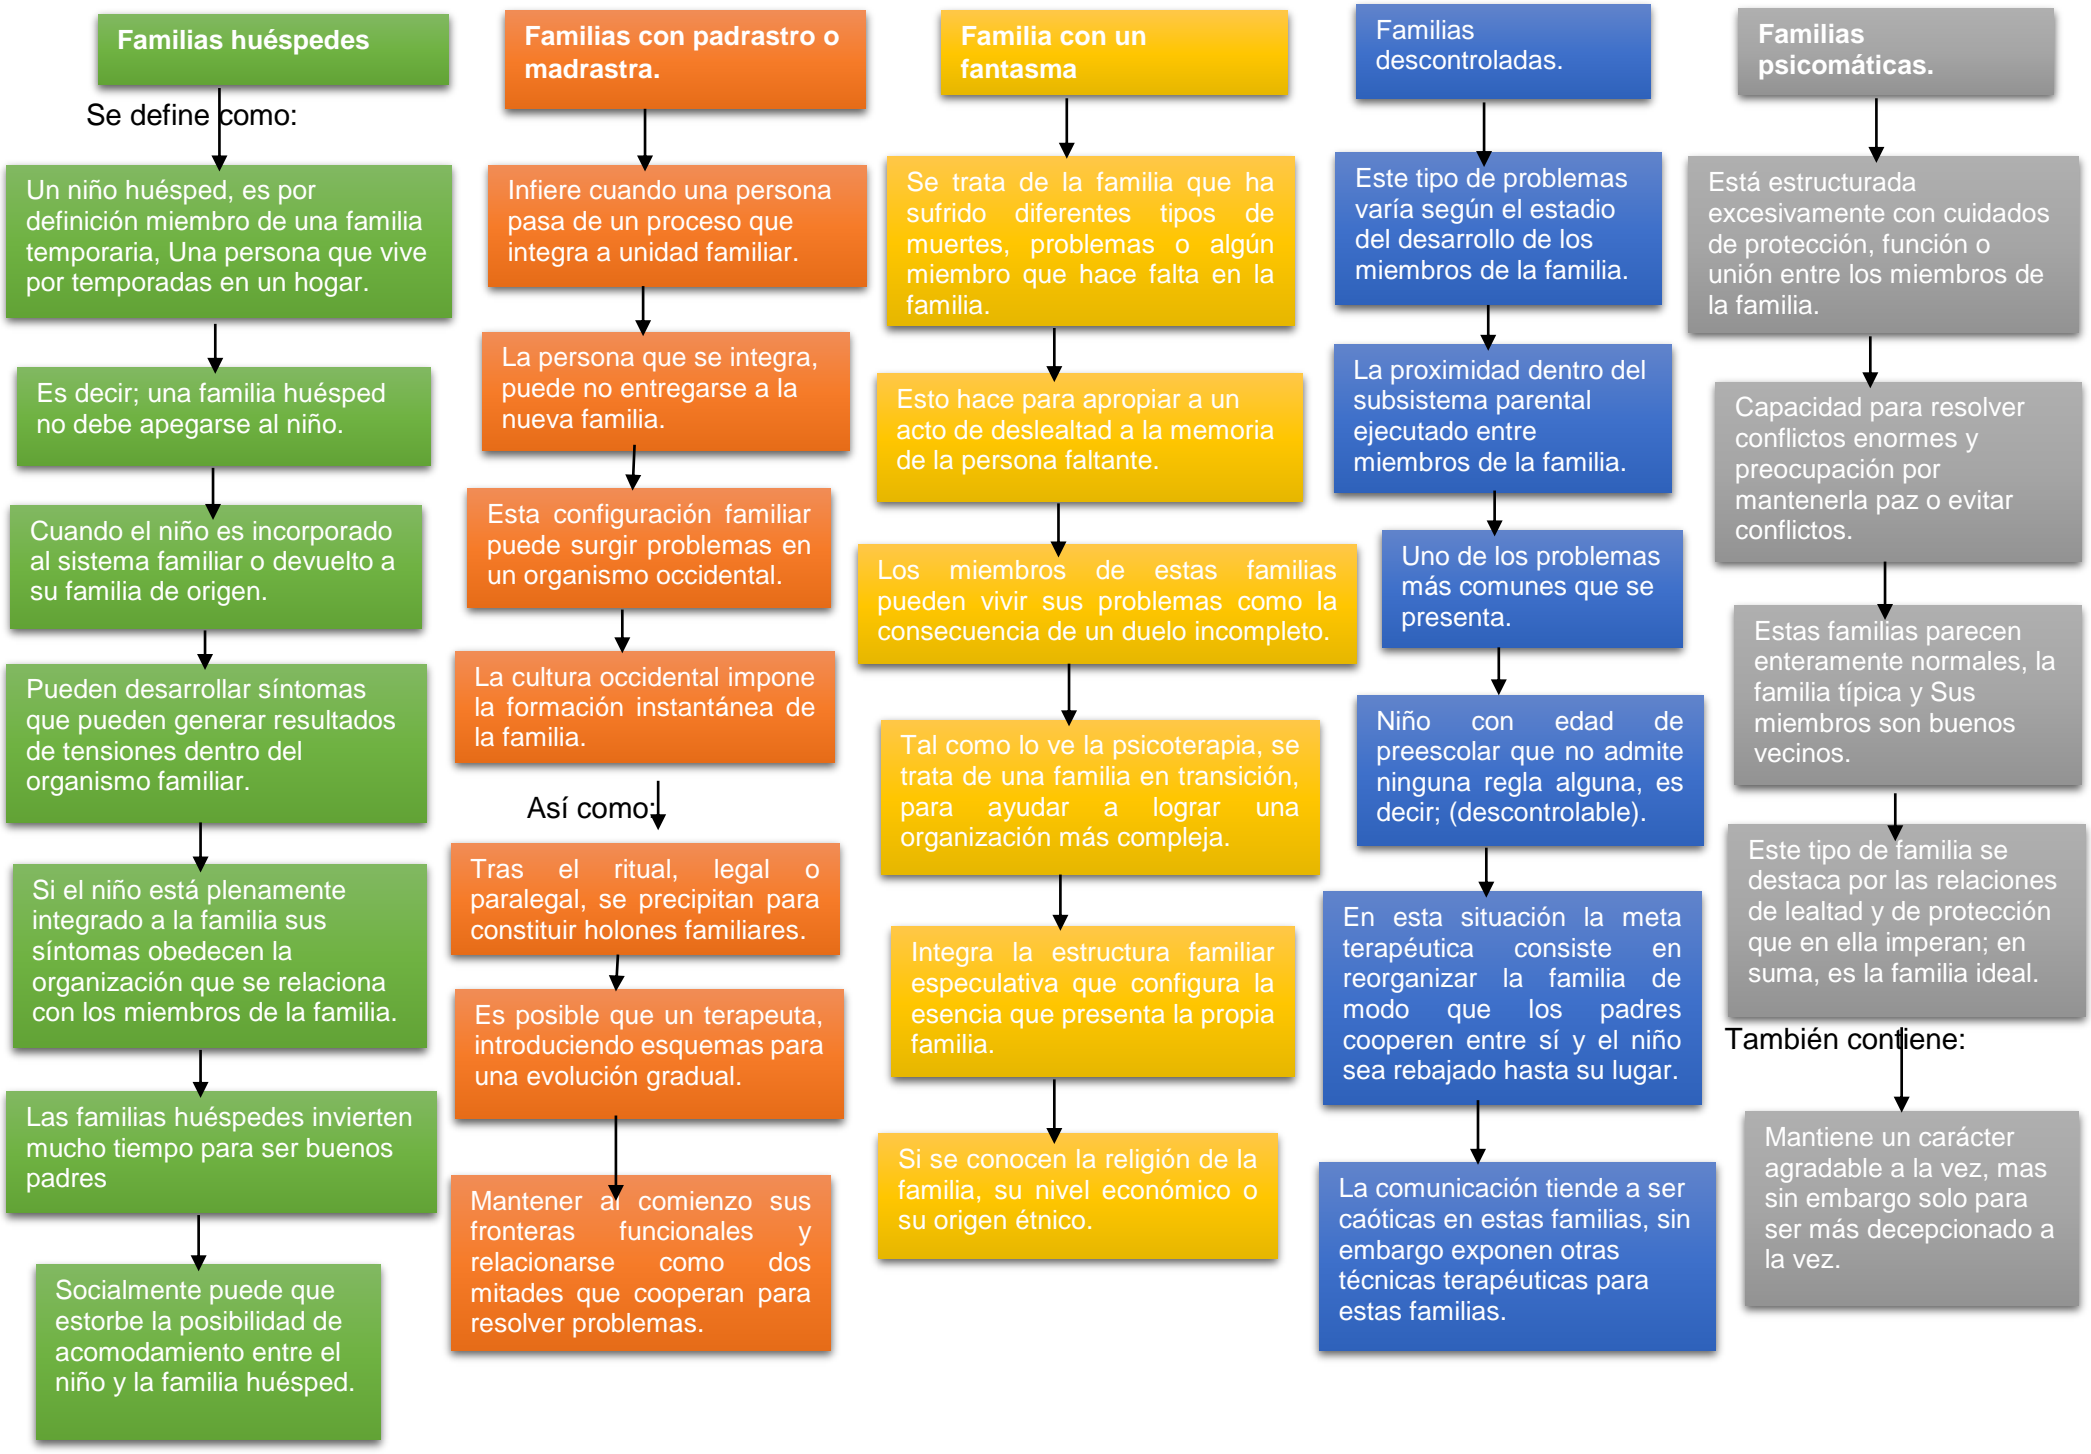 Familias huéspedes
Se define como:
Un niño huésped, es por
definición miembro de una familia
temporaria, Una persona que vive
por temporadas en un hogar.
Es decir; una familia huésped
no debe apegarse al niño.
Cuando el niño es incorporado
al sistema familiar o devuelto a
su familia de origen.
Pueden desarrollar síntomas
que pueden generar resultados
de tensiones dentro del
organismo familiar.
Si el niño está plenamente
integrado a la familia sus
síntomas obedecen la
organización que se relaciona
con los miembros de la familia.
Las familias huéspedes invierten
mucho tiempo para ser buenos
padres
Socialmente puede que
estorbe la posibilidad de
acomodamiento entre el
niño y la familia huésped.
Familias con padrastro o
madrastra.
Infiere cuando una persona
pasa de un proceso que
integra a unidad familiar.
La persona que se integra,
puede no entregarse a la
nueva familia.
Esta configuración familiar
puede surgir problemas en
un organismo occidental.
La cultura occidental impone
la formación instantánea de
la familia.
Así como:
Tras el ritual, legal o
paralegal, se precipitan para
constituir holones familiares.
Es posible que un terapeuta,
introduciendo esquemas para
una evolución gradual.
Mantener al comienzo sus
fronteras funcionales y
relacionarse como dos
mitades que cooperan para
resolver problemas.
Familia con un
fantasma
Se trata de la familia que ha
sufrido diferentes tipos de
muertes, problemas o algún
miembro que hace falta en la
familia.
Esto hace para apropiar a un
acto de deslealtad a la memoria
de la persona faltante.
Los miembros de estas familias
pueden vivir sus problemas como la
consecuencia de un duelo incompleto.
Tal como lo ve la psicoterapia, se
trata de una familia en transición,
para ayudar a lograr una
organización más compleja.
Integra la estructura familiar
especulativa que configura la
esencia que presenta la propia
familia.
Si se conocen la religión de la
familia, su nivel económico o
su origen étnico.
Familias
descontroladas.
Este tipo de problemas
varía según el estadio
del desarrollo de los
miembros de la familia.
La proximidad dentro del
subsistema parental
ejecutado entre
miembros de la familia.
Uno de los problemas
más comunes que se
presenta.
Niño con edad de
preescolar que no admite
ninguna regla alguna, es
decir; (descontrolable).
En esta situación la meta
terapéutica consiste en
reorganizar la familia de
modo que los padres
cooperen entre sí y el niño
sea rebajado hasta su lugar.
La comunicación tiende a ser
caóticas en estas familias, sin
embargo exponen otras
técnicas terapéuticas para
estas familias.
Familias
psicomáticas.
Está estructurada
excesivamente con cuidados
de protección, función o
unión entre los miembros de
la familia.
Capacidad para resolver
conflictos enormes y
preocupación por
mantenerla paz o evitar
conflictos.
Estas familias parecen
enteramente normales, la
familia típica y Sus
miembros son buenos
vecinos.
Este tipo de familia se
destaca por las relaciones
de lealtad y de protección
que en ella imperan; en
suma, es la familia ideal.
También contiene:
Mantiene un carácter
agradable a la vez, mas
sin embargo solo para
ser más decepcionado a
la vez.